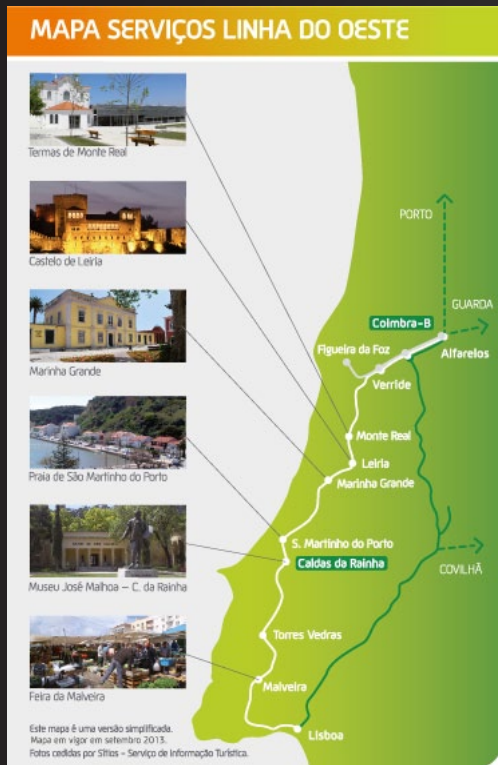 MAPA SERVIÇOS LINHA DO OESTE
Termas de Monte Real
Castelo de Leiria
Marinha Grande
Praia de São Martinho do Porto
Museu José Malhoa – C. da Rainha
Feira da Malveira
PORTO
GUARDA
Coimbra-B
Alfarelos
Figueira da Foz
Verride
Monte Real
Leiria
Marinha Grande
S. Martinho do Porto
Caldas da Rainha
COVILHÃ
Torres Vedras
Malveira
Lisboa
Este mapa é uma versão simplificada.
Mapa em vigor em setembro 2013.
Fotos cedidas por Sítios – Serviço de Informação Turística.